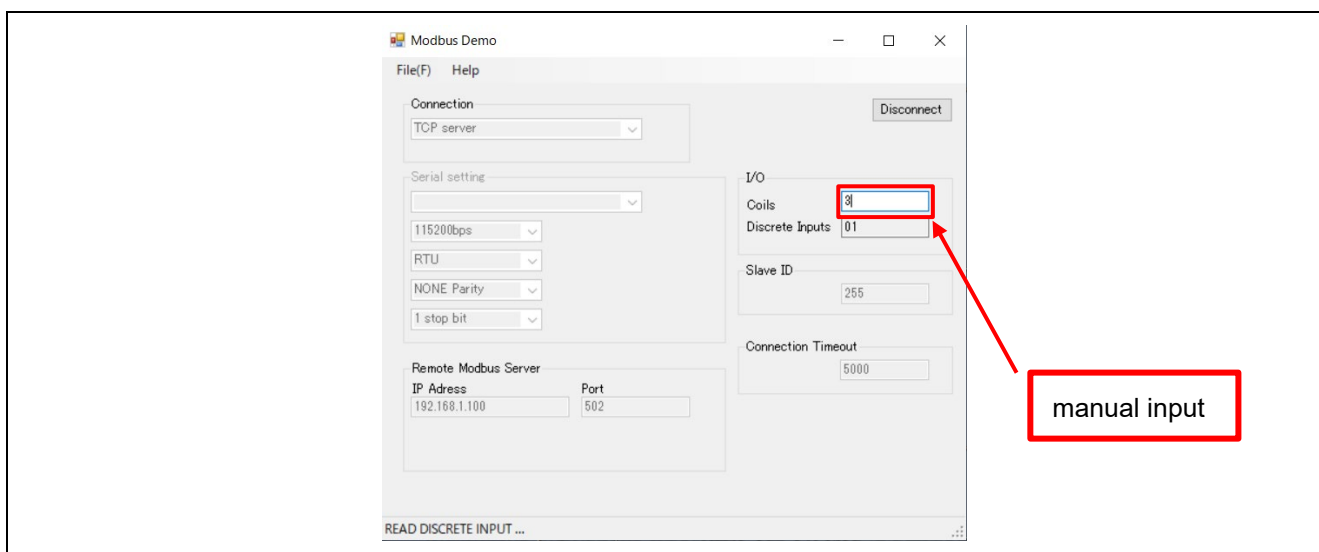 Modbus Demo
File(F) Help
Connection
TCP server
Disconnect
Serial setting
115200bps
RTU
NONE Parity
1 stop bit
I/O
Coils 3
Discrete Inputs 01
Slave ID
255
Connection Timeout
5000
Remote Modbus Server
IP Adress Port
192.168.1.100 502
manual input
READ DISCRETE INPUT ...